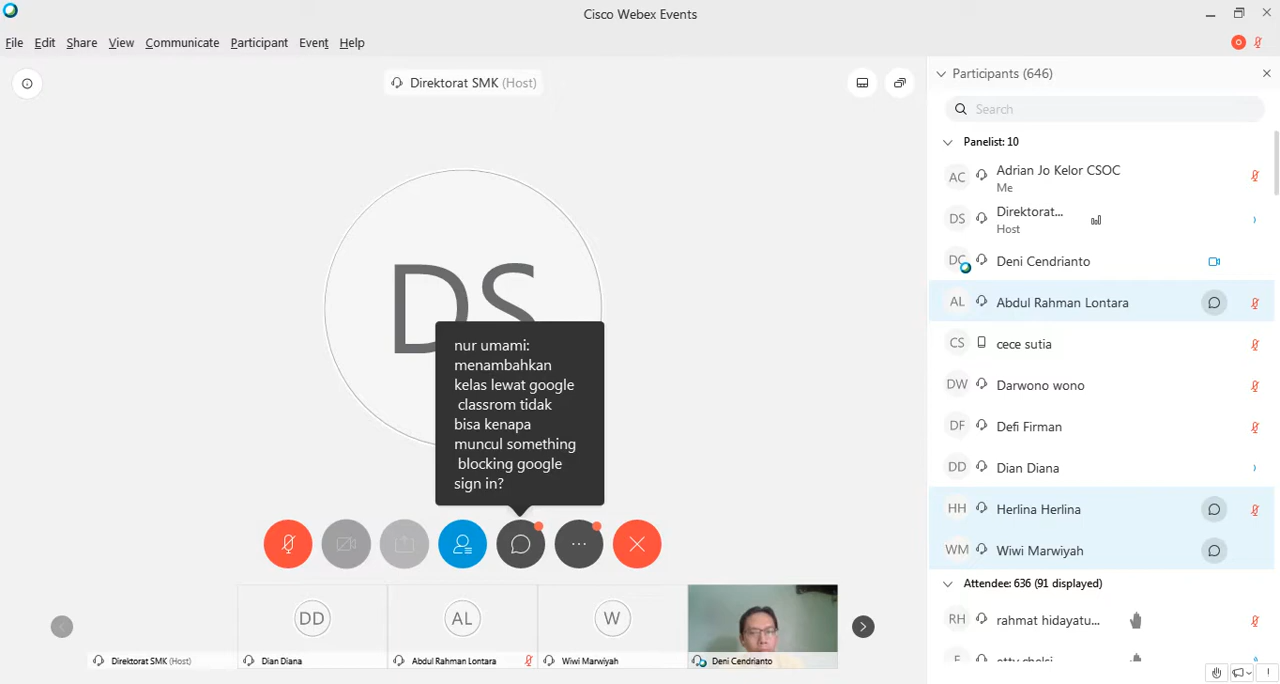 Cisco Webex Events
File Edit Share View Communicate Participant Event Help
Direktorat SMK (Host)
DS
nur umami:
menambahkan
kelas lewat google
classrom tidak
bisa kenapa
muncul something
blocking google
sign in?
Direktorat SMK (Host)
DD
Dian Diana
AL
Abdul Rahman Lontara
W
Wiwi Marwiyah
Deni Cendrianto
Participants (646)
Search
Panelist: 10
AC Adrian Jo Kelor CSOC
Me
DS Direktorat...
Host
DC Deni Cendrianto
AL Abdul Rahman Lontara
CS cece sutia
DW Darwono wono
DF Defi Firman
DD Dian Diana
HH Herlina Herlina
WM Wiwi Marwiyah
Attendee: 636 (91 displayed)
RH rahmat hidayatu...